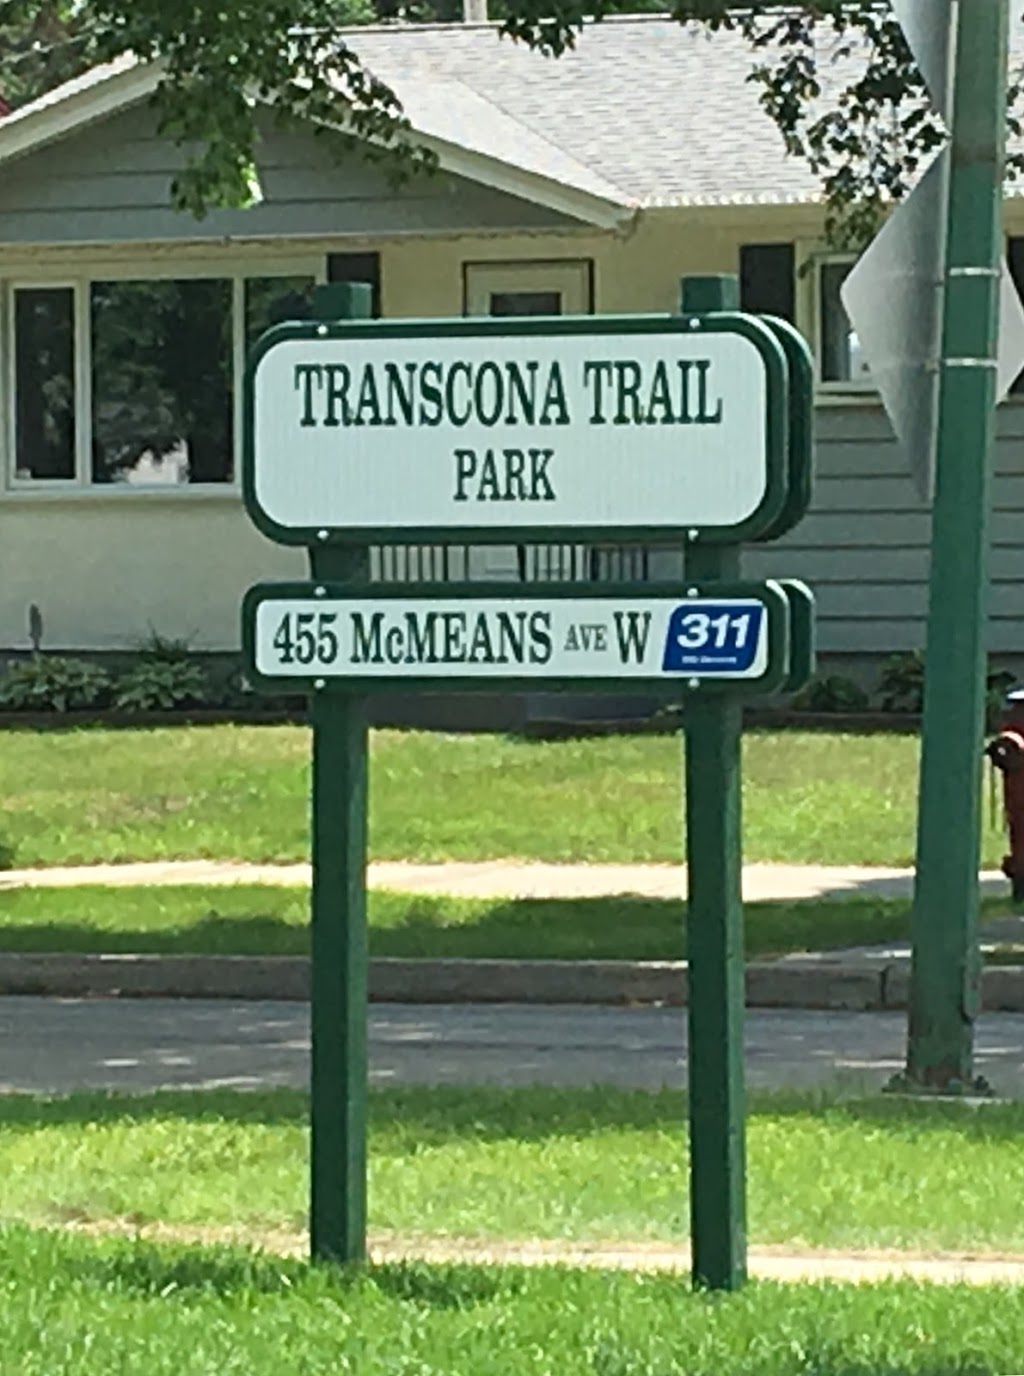 TRANSCONA TRAIL
PARK
455 McMEANS AVE W 311